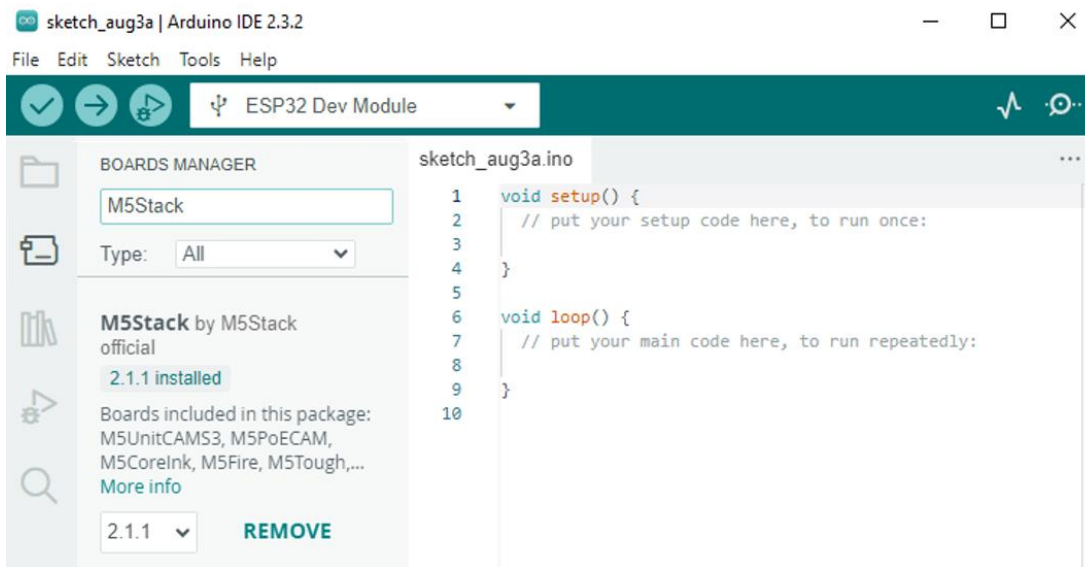 sketch_aug3a | Arduino IDE 2.3.2
File Edit Sketch Tools Help
ESP32 Dev Module
BOARDS MANAGER
M5Stack
Type: All
M5Stack by M5Stack
official
2.1.1 installed
Boards included in this package:
M5UnitCAMS3, M5PoECAM,
M5CoreInk, M5Fire, M5Tough,...
More info
2.1.1 REMOVE
sketch_aug3a.ino
1 void setup() {
2 // put your setup code here, to run once:
3
4 }
5
6 void loop() {
7 // put your main code here, to run repeatedly:
8
9 }
10